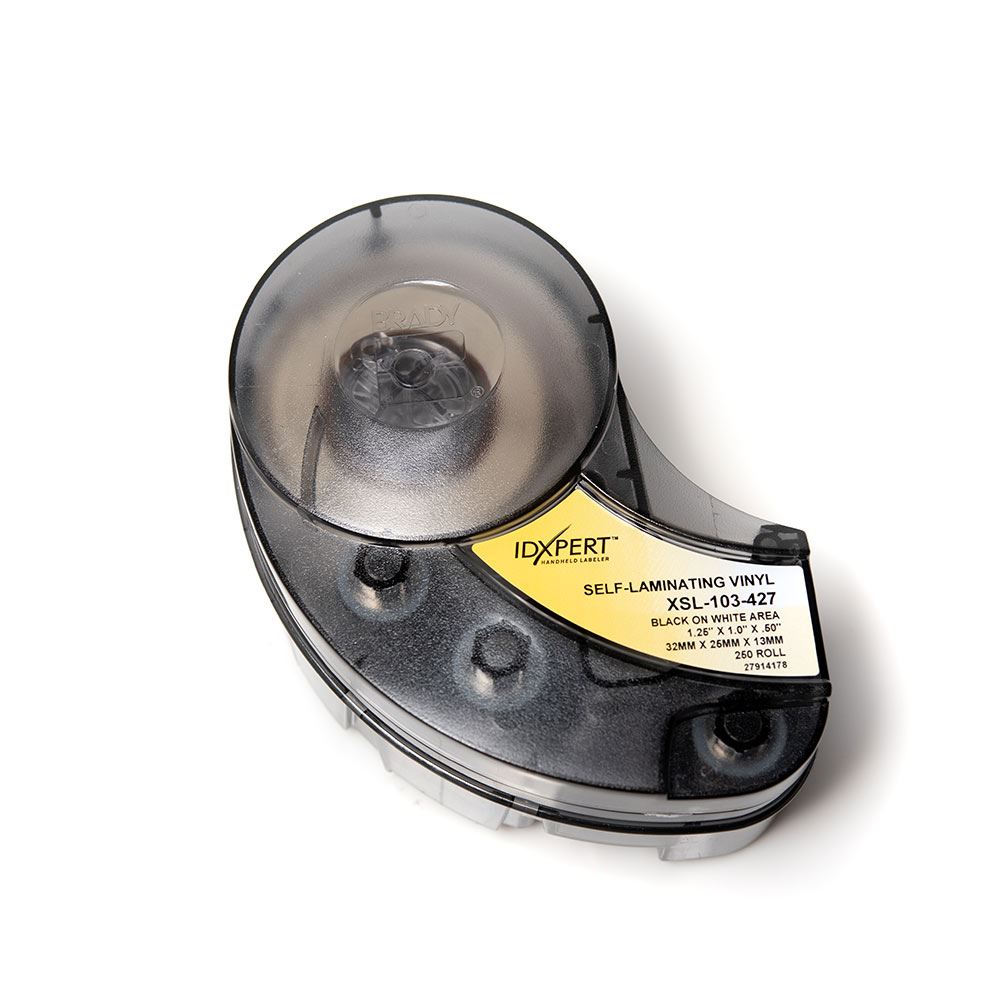 BRADY
®
IDXPERT™
HANDHELD LABELER
SELF-LAMINATING VINYL
XSL-103-427
BLACK ON WHITE AREA
1.25" X 1.0" X .50"
32MM X 25MM X 13MM
250 ROLL
27914178